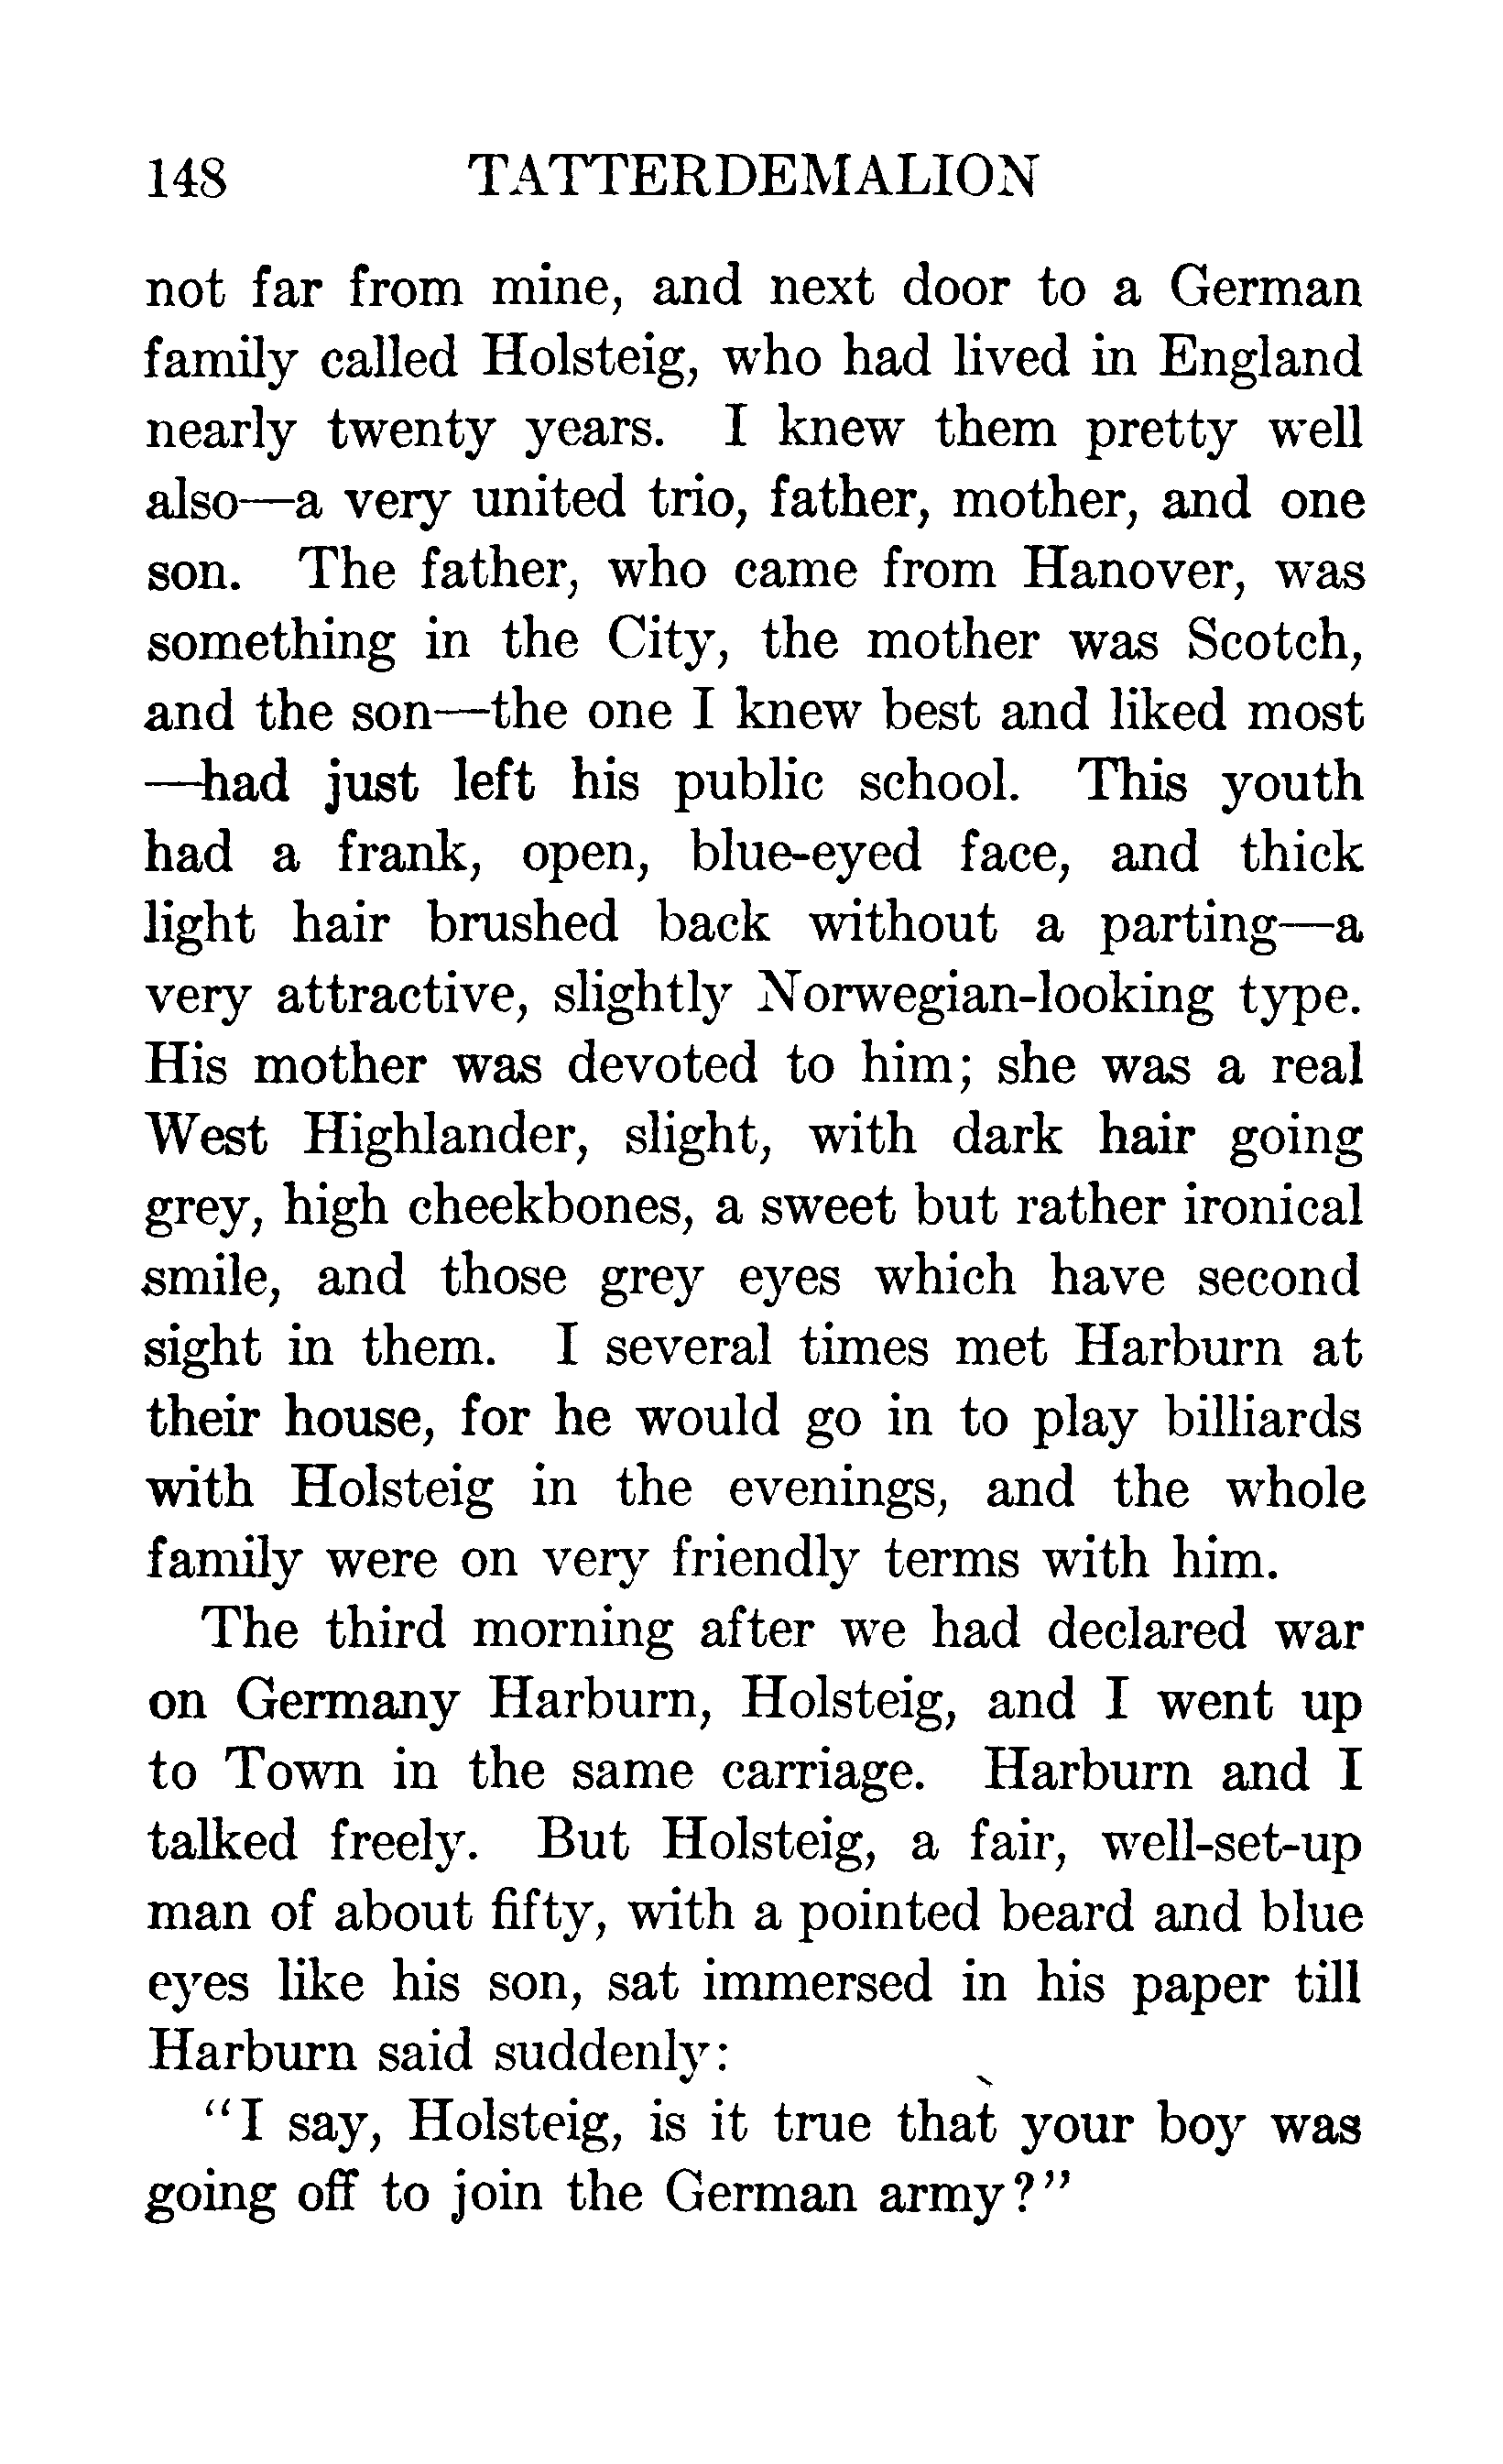 148 TATTERDEMALION
not far from mine, and next door to a German
family called Holsteig, who had lived in England
nearly twenty years. I knew them pretty well
also—a very united trio, father, mother, and one
son. The father, who came from Hanover, was
something in the City, the mother was Scotch,
and the son—the one I knew best and liked most
—had just left his public school. This youth
had a frank, open, blue-eyed face, and thick
light hair brushed back without a parting—a
very attractive, slightly Norwegian-looking type.
His mother was devoted to him; she was a real
West Highlander, slight, with dark hair going
grey, high cheekbones, a sweet but rather ironical
smile, and those grey eyes which have second
sight in them. I several times met Harburn at
their house, for he would go in to play billiards
with Holsteig in the evenings, and the whole
family were on very friendly terms with him.
The third morning after we had declared war
on Germany Harburn, Holsteig, and I went up
to Town in the same carriage. Harburn and I
talked freely. But Holsteig, a fair, well-set-up
man of about fifty, with a pointed beard and blue
eyes like his son, sat immersed in his paper till
Harburn said suddenly:
"I say, Holsteig, is it true that your boy was
going off to join the German army?"